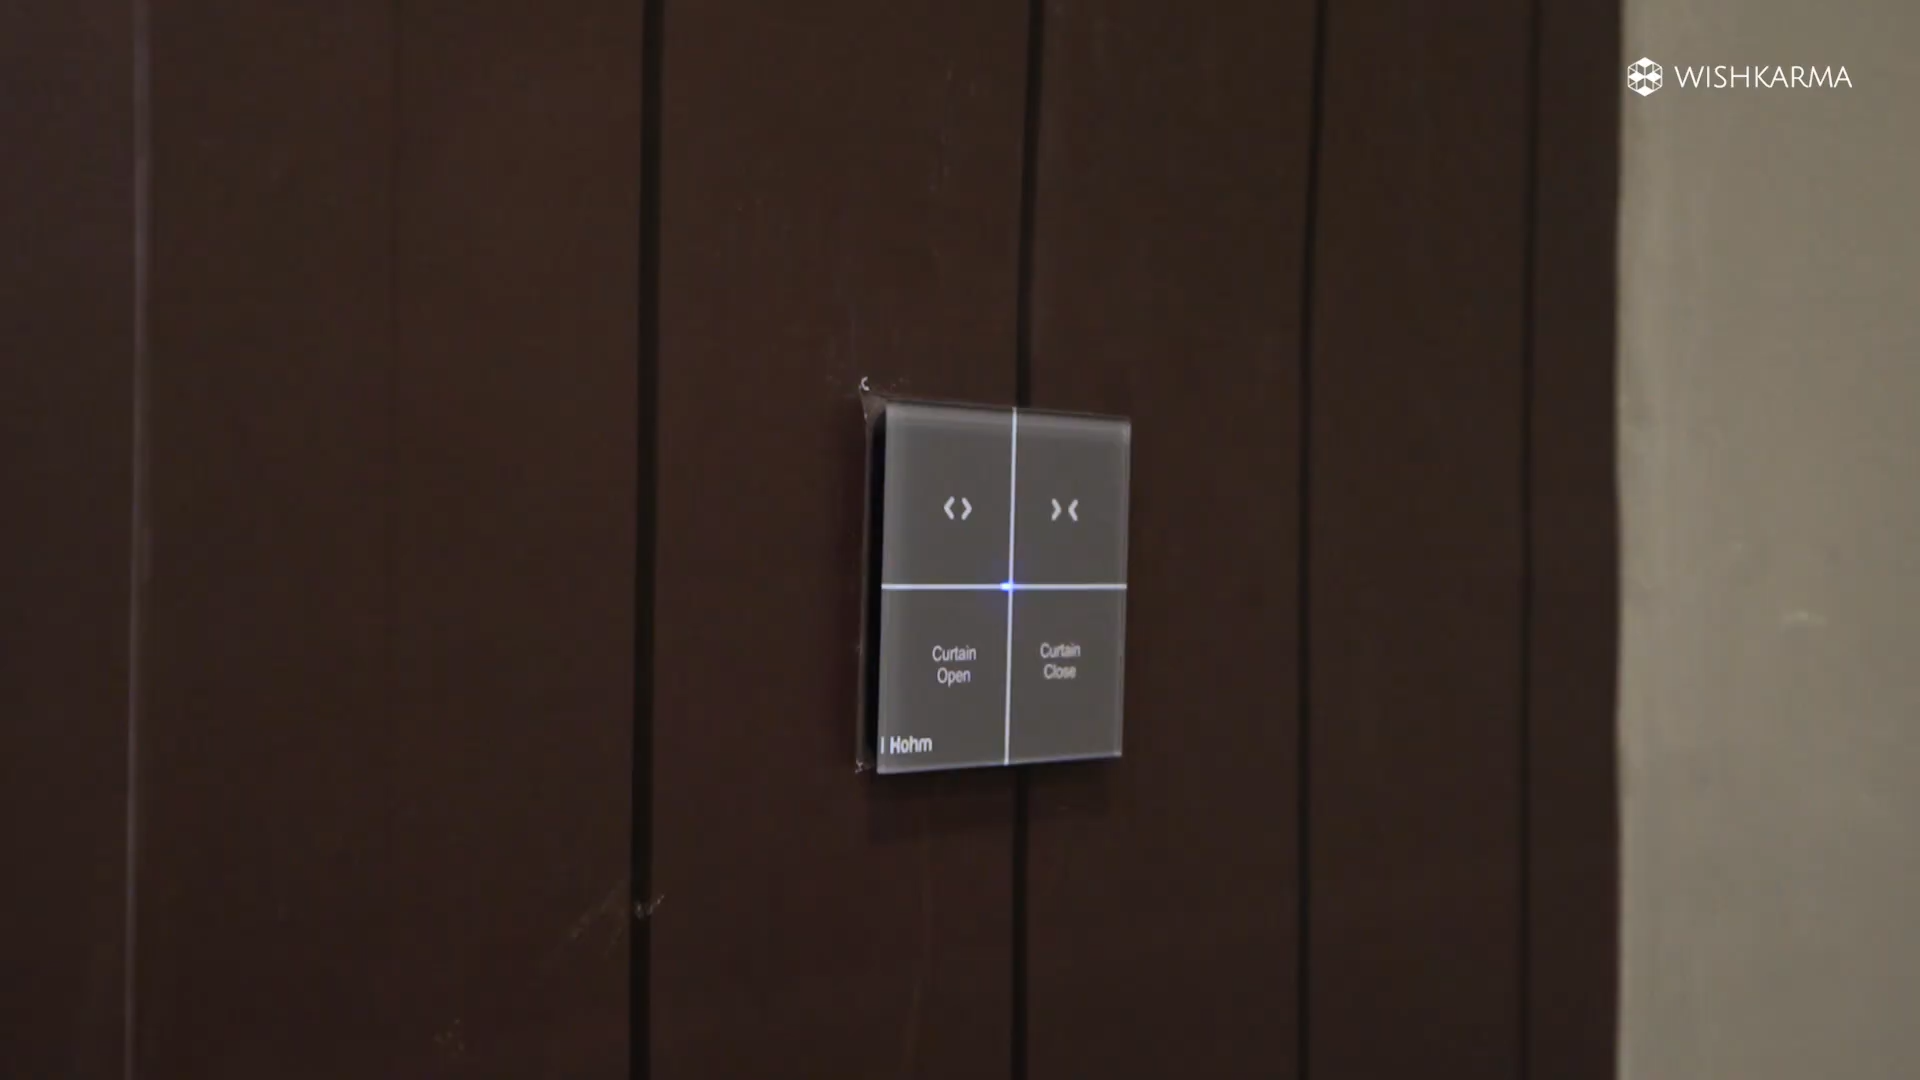 WISHKARMA
‹ ›
› ‹
Curtain
Open
Curtain
Close
Hohm